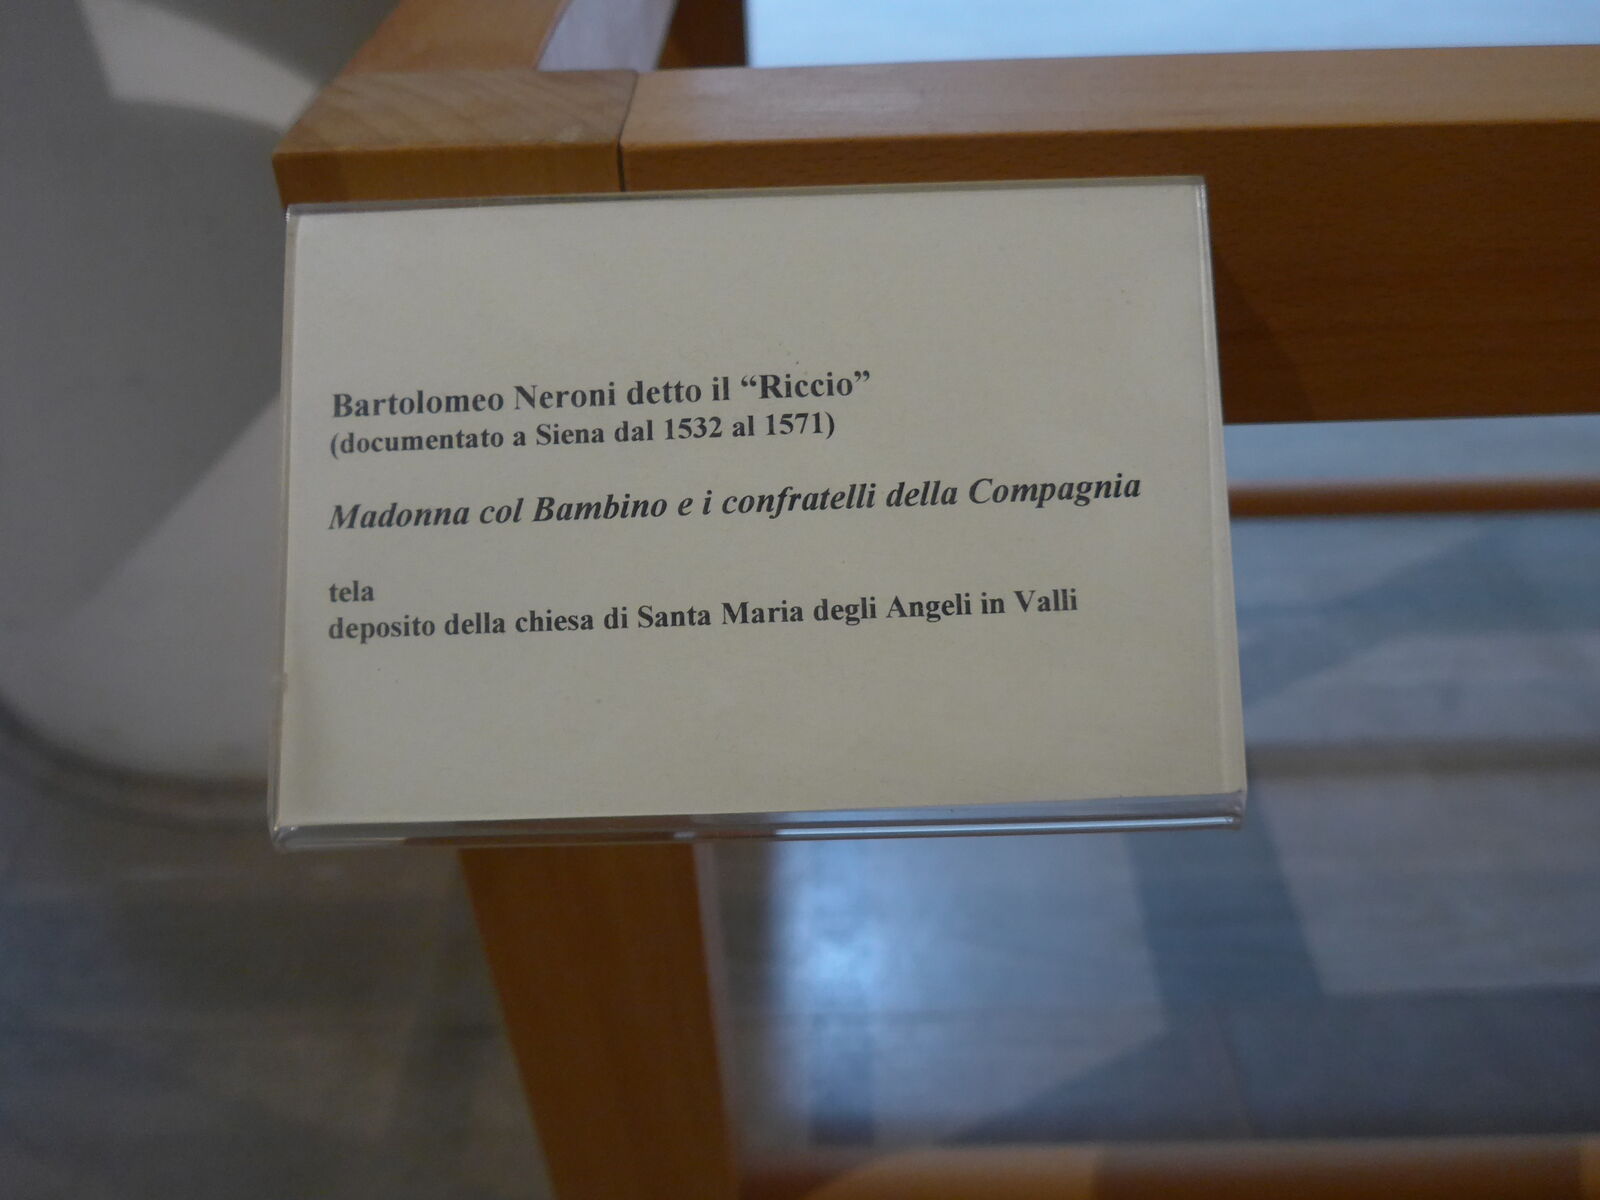 Bartolomeo Neroni detto il “Riccio”
(documentato a Siena dal 1532 al 1571)
Madonna col Bambino e i confratelli della Compagnia
tela
deposito della chiesa di Santa Maria degli Angeli in Valli